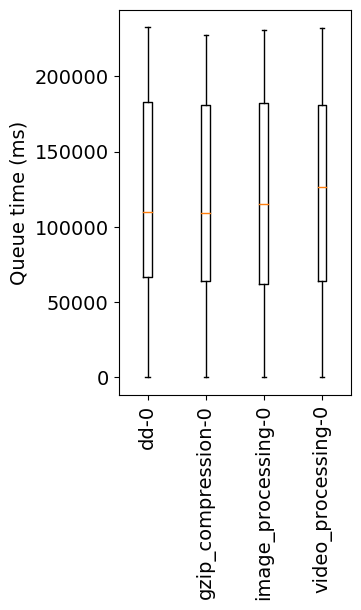 Queue time (ms)
200000
150000
100000
50000
0
dd-0
gzip_compression-0
image_processing-0
video_processing-0